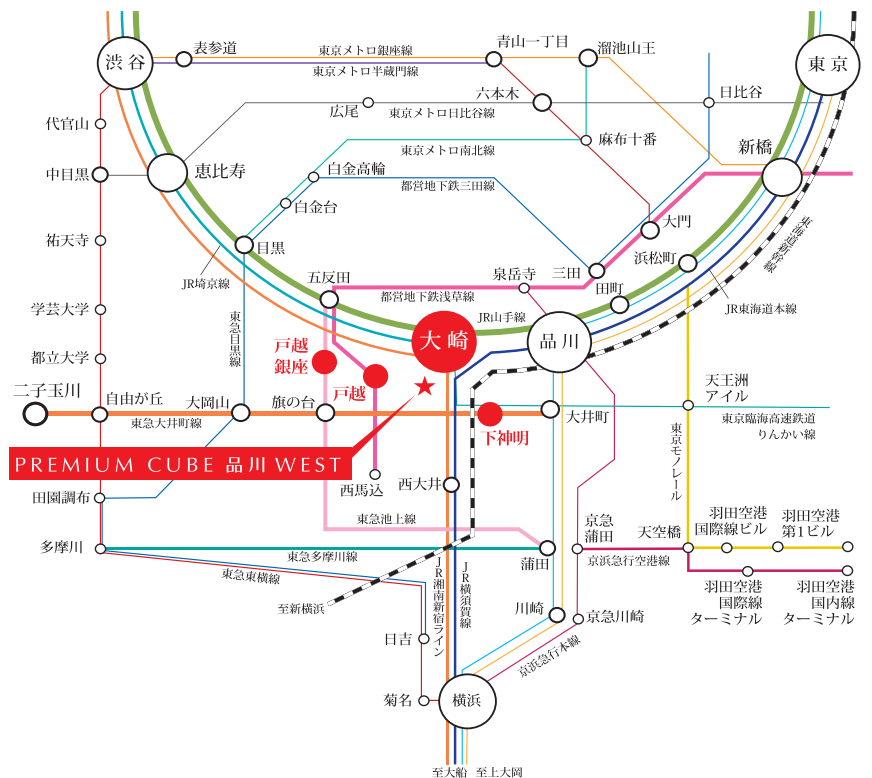 渋谷
表参道
東京メトロ銀座線
東京メトロ半蔵門線
青山一丁目
溜池山王
東京
代官山
広尾
東京メトロ日比谷線
六本木
日比谷
中目黒
恵比寿
東京メトロ南北線
麻布十番
新橋
白金高輪
都営地下鉄三田線
白金台
大門
祐天寺
目黒
JR埼京線
五反田
泉岳寺
三田
浜松町
東海道新幹線
都営地下鉄浅草線
田町
JR東海道本線
学芸大学
東急目黒線
JR山手線
大崎
品川
都立大学
戸越
銀座
戸越
二子玉川
自由が丘
大岡山
旗の台
東急大井町線
下神明
大井町
天王洲
アイル
東京臨海高速鉄道
りんかい線
PREMIUM CUBE 品川 WEST
東京モノレール
田園調布
西馬込
西大井
東急池上線
京急
蒲田
天空橋
羽田空港
国際線ビル
羽田空港
第1ビル
多摩川
東急多摩川線
蒲田
京浜急行空港線
東急東横線
至新横浜
JR湘南新宿ライン
JR横須賀線
羽田空港
国際線
ターミナル
羽田空港
国内線
ターミナル
川崎
京急川崎
日吉
京浜急行本線
菊名
横浜
至大船
至上大岡